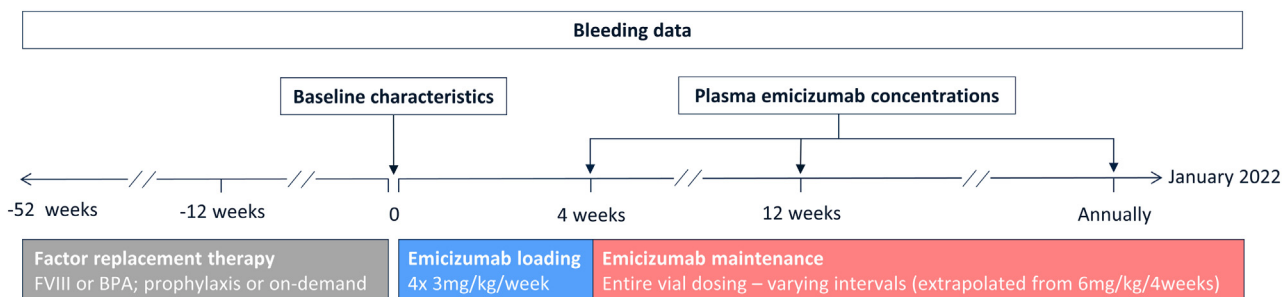 Bleeding data
Baseline characteristics
Plasma emicizumab concentrations
January 2022
-52 weeks
-12 weeks
0
4 weeks
12 weeks
Annually
Factor replacement therapy
FVIII or BPA; prophylaxis or on-demand
Emicizumab loading
4x 3mg/kg/week
Emicizumab maintenance
Entire vial dosing – varying intervals (extrapolated from 6mg/kg/4weeks)